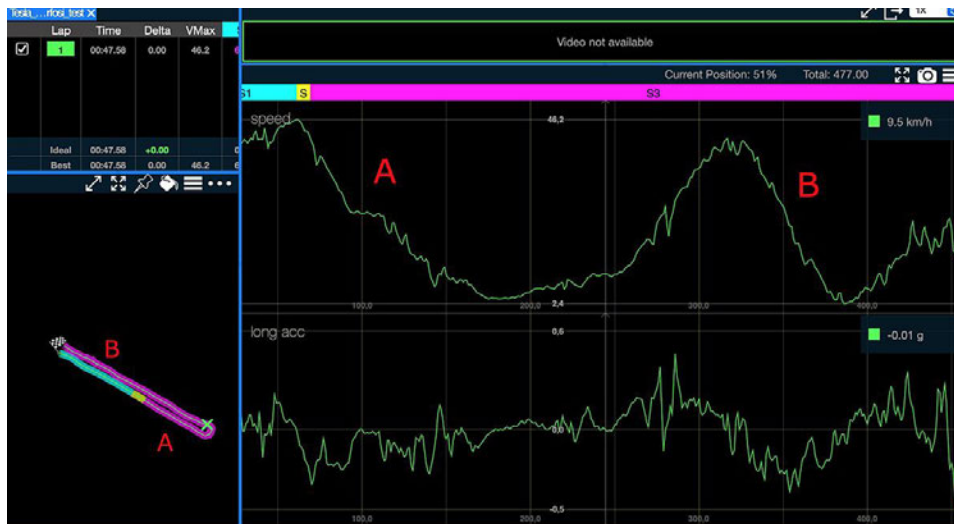 1X
Lap Time Delta VMax S
1 00:47.58 0.00 46.2
Ideal 00:47.58 +0.00
Best 00:47.58 0.00 46.2
B
A
Video not available
Current Position: 51% Total: 477.00
S1 S S3
speed 46,2 9.5 km/h
A
B
100,0 2,4 200,0 300,0 400,0
long acc 0,5 -0.01 g
0,0
-0,5
100,0 200,0 300,0 400,0